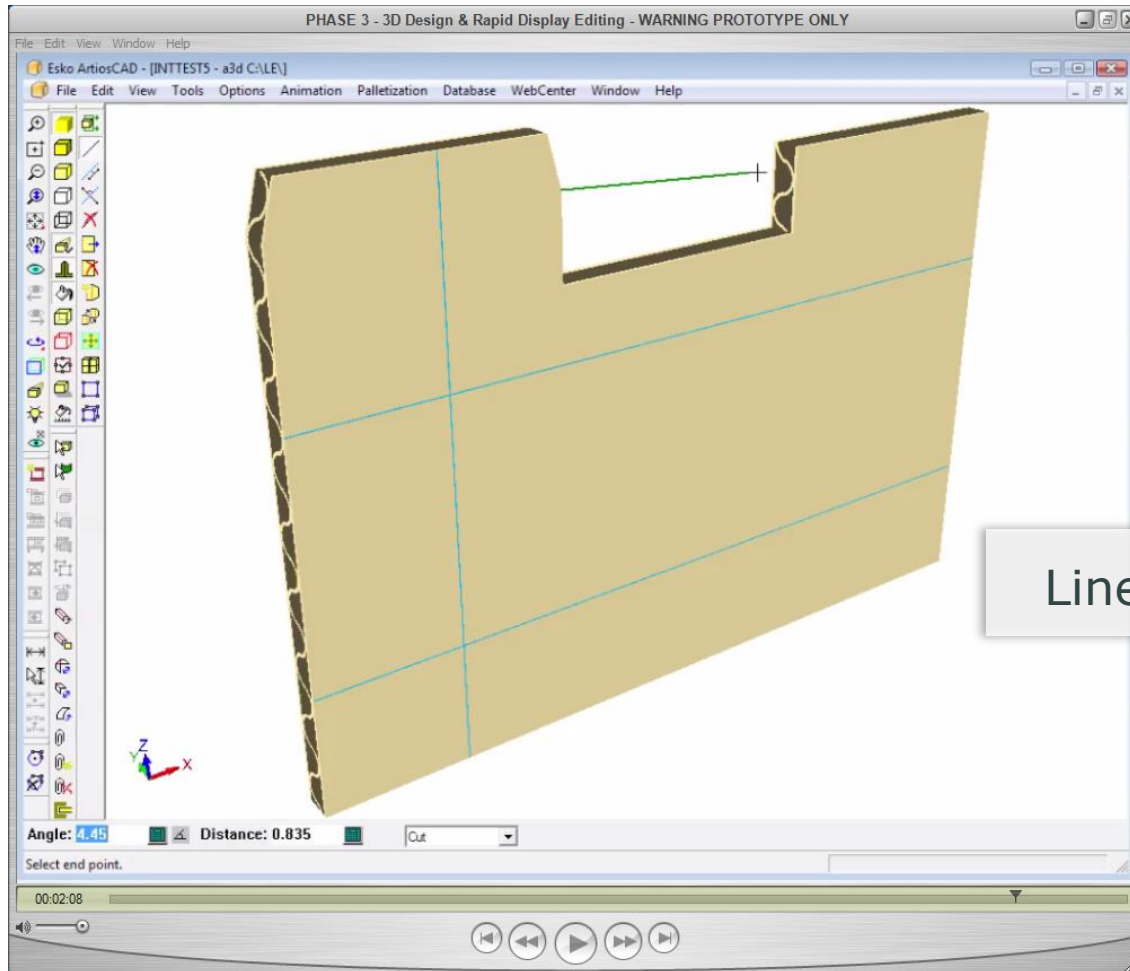 PHASE 3 - 3D Design & Rapid Display Editing - WARNING PROTOTYPE ONLY
File Edit View Window Help
Esko ArtiosCAD - [INTTEST5 - a3d C:\LE\]
File Edit View Tools Options Animation Palletization Database WebCenter Window Help
Line
Z
Y
X
Angle: 4.45 Distance: 0.835 Cut
Select end point.
00:02:08